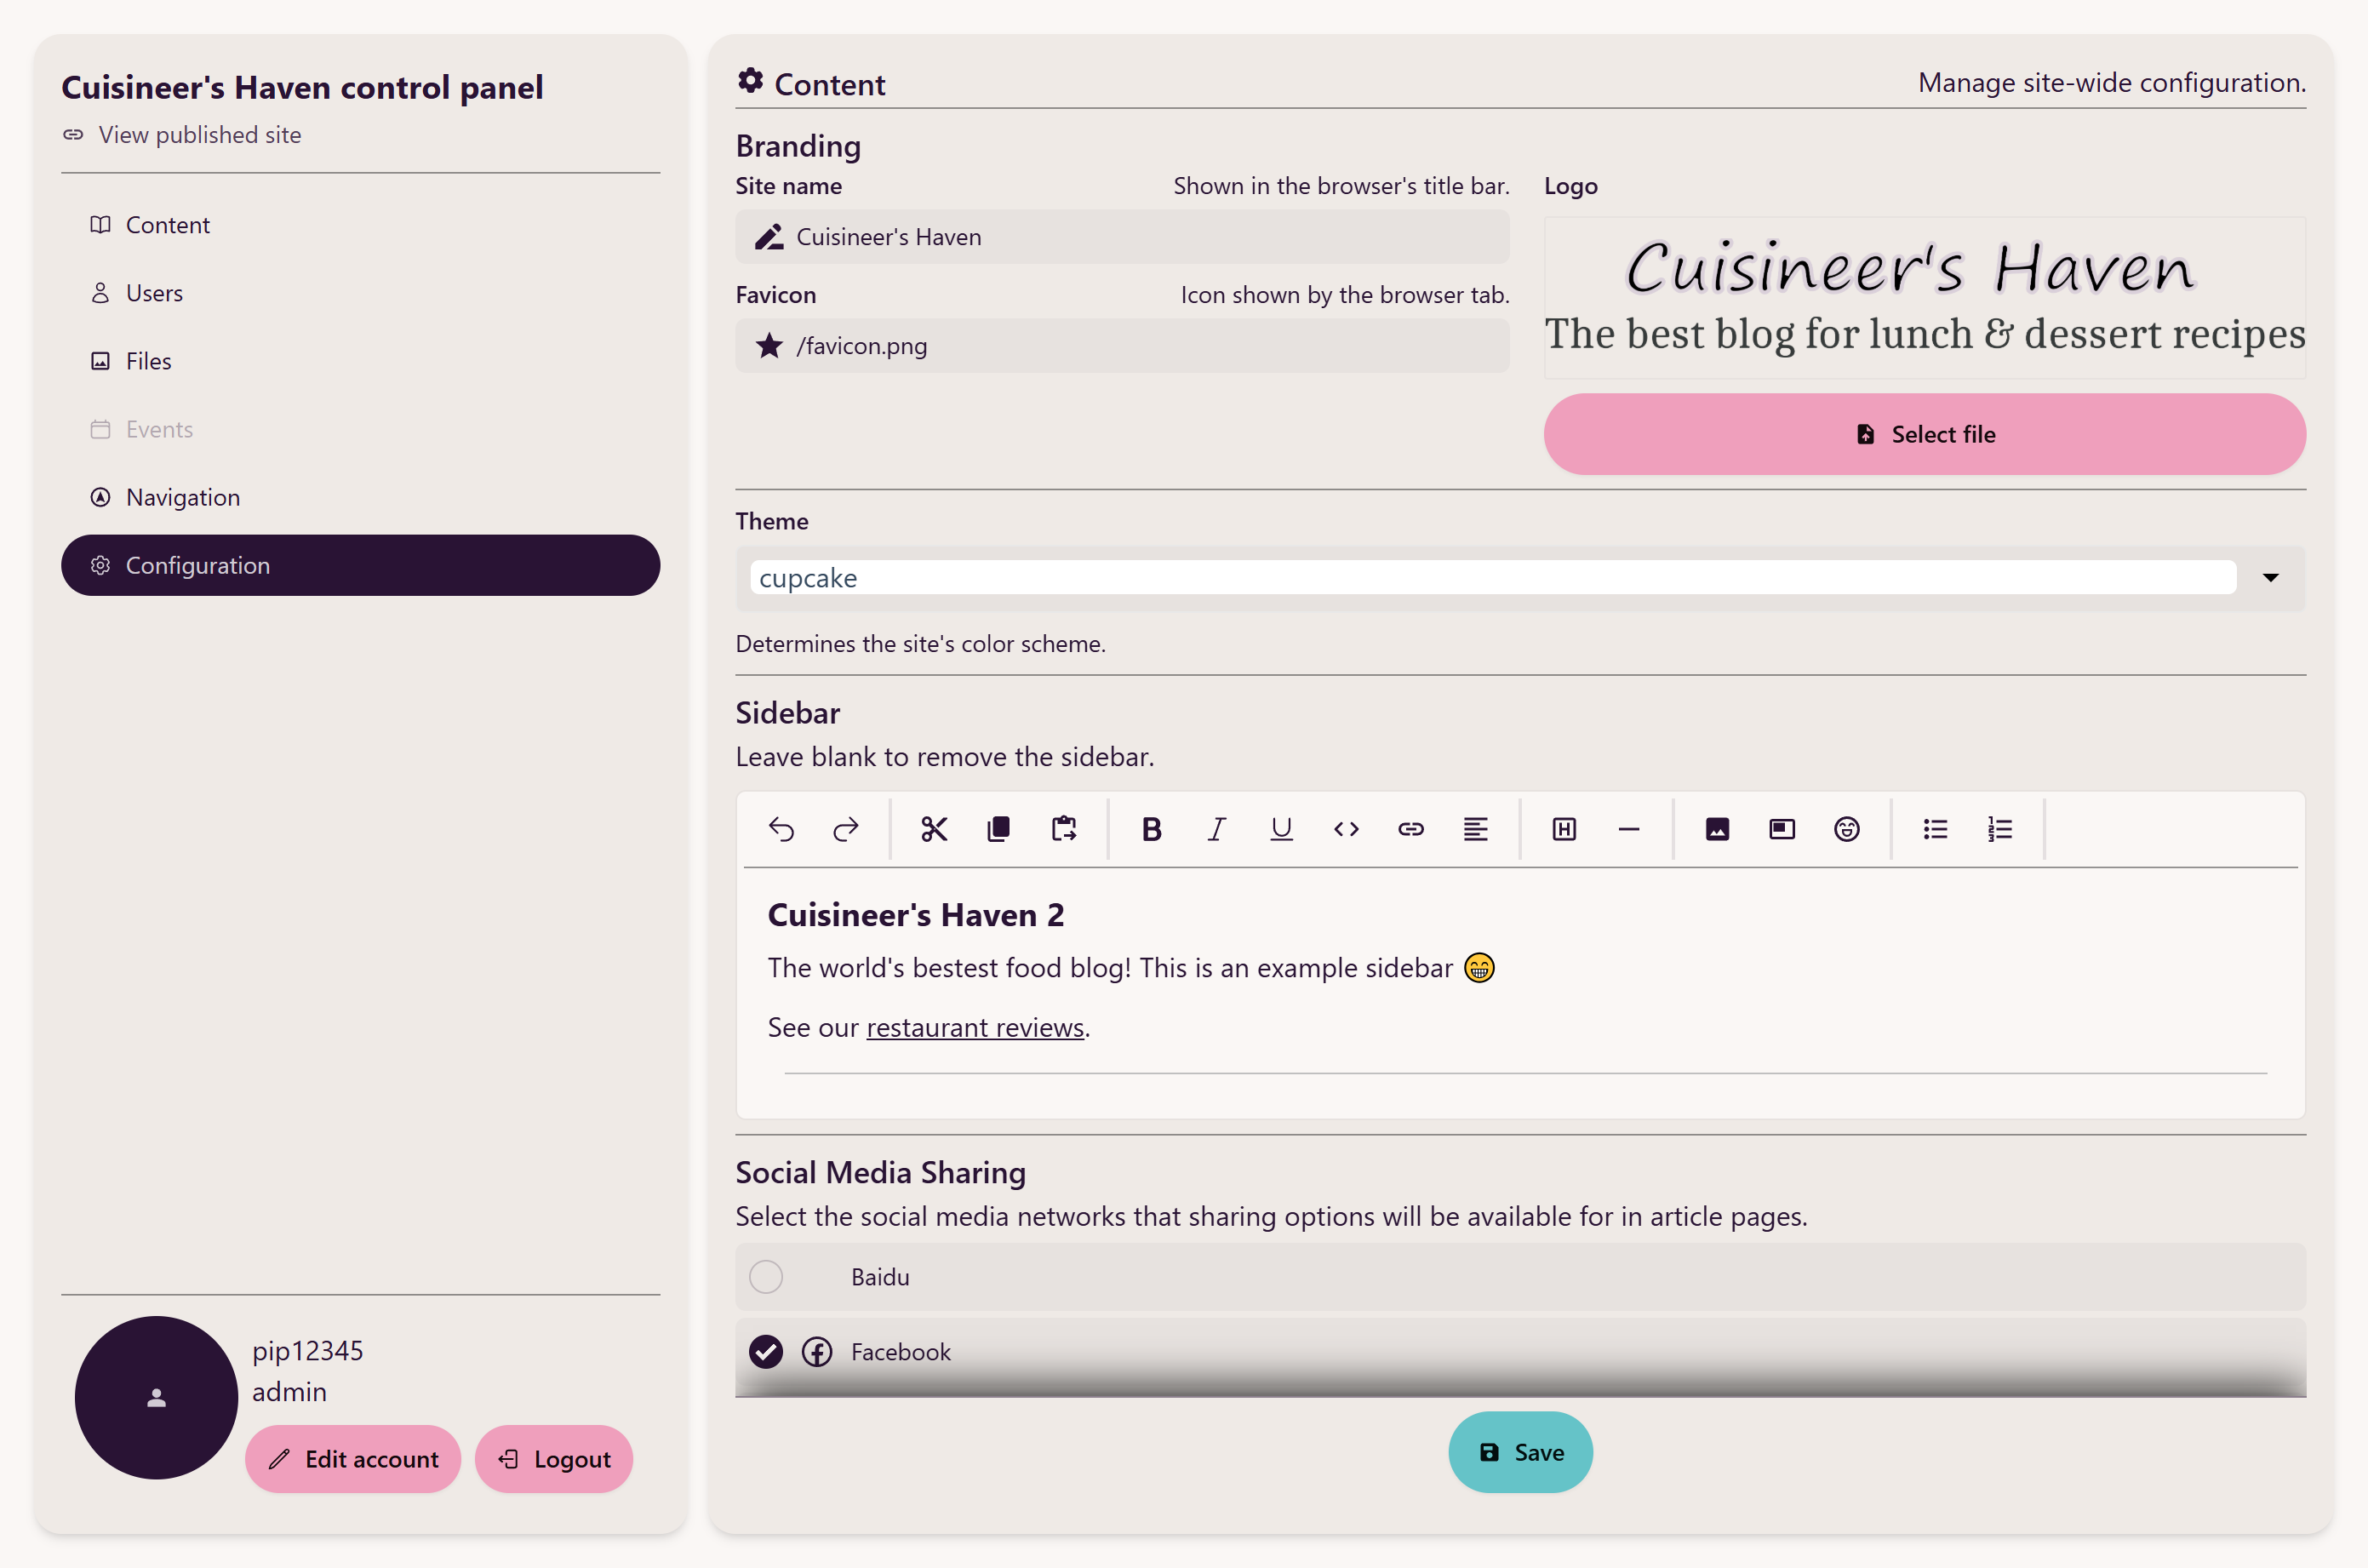 Cuisineer's Haven control panel
View published site
Content
Users
Files
Events
Navigation
Configuration
pip12345
admin
Edit account
Logout
Content
Manage site-wide configuration.
Branding
Site name
Shown in the browser's title bar.
Cuisineer's Haven
Favicon
Icon shown by the browser tab.
/favicon.png
Logo
Cuisineer's Haven
The best blog for lunch & dessert recipes
Select file
Theme
cupcake
Determines the site's color scheme.
Sidebar
Leave blank to remove the sidebar.
Cuisineer's Haven 2
The world's bestest food blog! This is an example sidebar 😁
See our restaurant reviews.
Social Media Sharing
Select the social media networks that sharing options will be available for in article pages.
Baidu
Facebook
Save